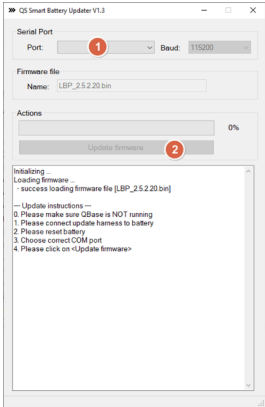 QS Smart Battery Updater V1.3
Serial Port
Port: 1 Baud: 115200
Firmware file
Name: LBP_2.5.2.20.bin
Actions
0%
Update firmware 2
Initializing ...
Loading firmware ...
- success loading firmware file [LBP_2.5.2.20.bin]
--- Update instructions ---
0. Please make sure QBase is NOT running
1. Please connect update harness to battery
2. Please reset battery
3. Choose correct COM port
4. Please click on <Update firmware>